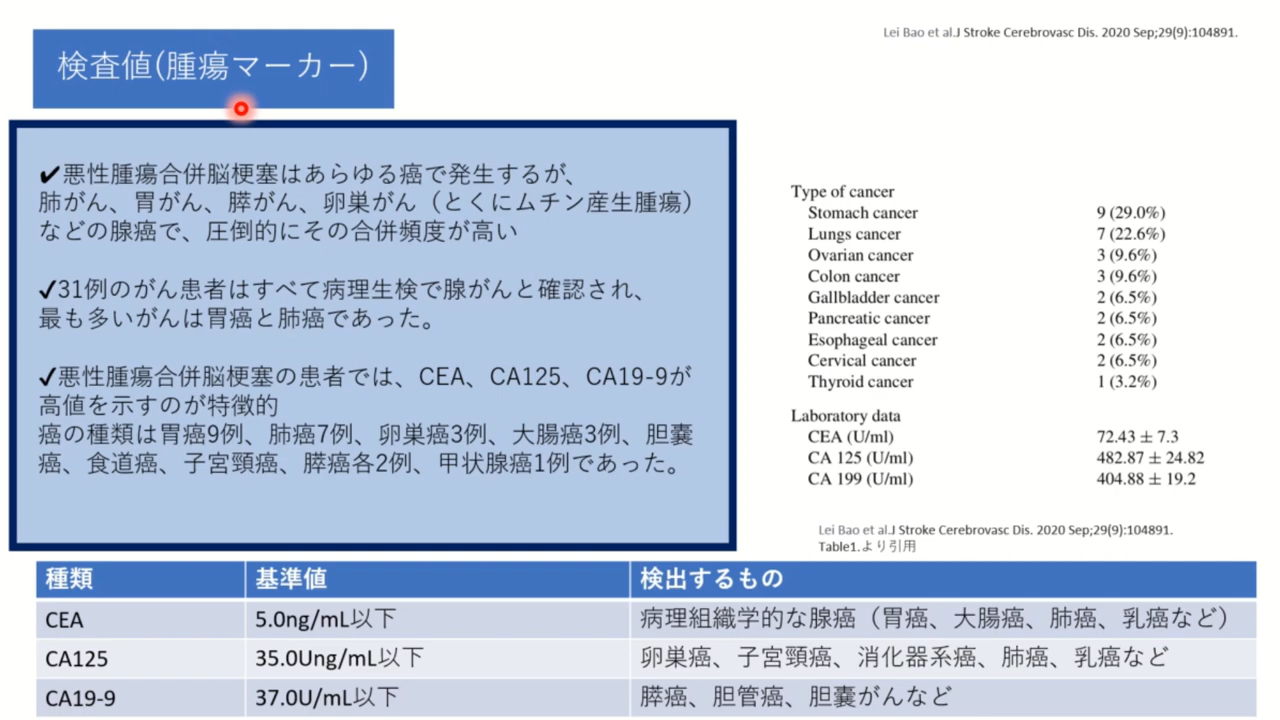 Lei Bao et al.J Stroke Cerebrovasc Dis. 2020 Sep;29(9):104891.
検査値(腫瘍マーカー)
✔悪性腫瘍合併脳梗塞はあらゆる癌で発生するが、
肺がん、胃がん、膵がん、卵巣がん（とくにムチン産生腫瘍）
などの腺癌で、圧倒的にその合併頻度が高い
✓31例のがん患者はすべて病理生検で腺がんと確認され、
最も多いがんは胃癌と肺癌であった。
✓悪性腫瘍合併脳梗塞の患者では、CEA、CA125、CA19-9が
高値を示すのが特徴的
癌の種類は胃癌9例、肺癌7例、卵巣癌3例、大腸癌3例、胆嚢
癌、食道癌、子宮頸癌、膵癌各2例、甲状腺癌1例であった。
Type of cancer
Stomach cancer 9 (29.0%)
Lungs cancer 7 (22.6%)
Ovarian cancer 3 (9.6%)
Colon cancer 3 (9.6%)
Gallbladder cancer 2 (6.5%)
Pancreatic cancer 2 (6.5%)
Esophageal cancer 2 (6.5%)
Cervical cancer 2 (6.5%)
Thyroid cancer 1 (3.2%)
Laboratory data
CEA (U/ml) 72.43 ± 7.3
CA 125 (U/ml) 482.87 ± 24.82
CA 199 (U/ml) 404.88 ± 19.2
Lei Bao et al.J Stroke Cerebrovasc Dis. 2020 Sep;29(9):104891.
Table1.より引用
種類 基準値 検出するもの
CEA 5.0ng/mL以下 病理組織学的な腺癌（胃癌、大腸癌、肺癌、乳癌など）
CA125 35.0Ung/mL以下 卵巣癌、子宮頸癌、消化器系癌、肺癌、乳癌など
CA19-9 37.0U/mL以下 膵癌、胆管癌、胆嚢がんなど